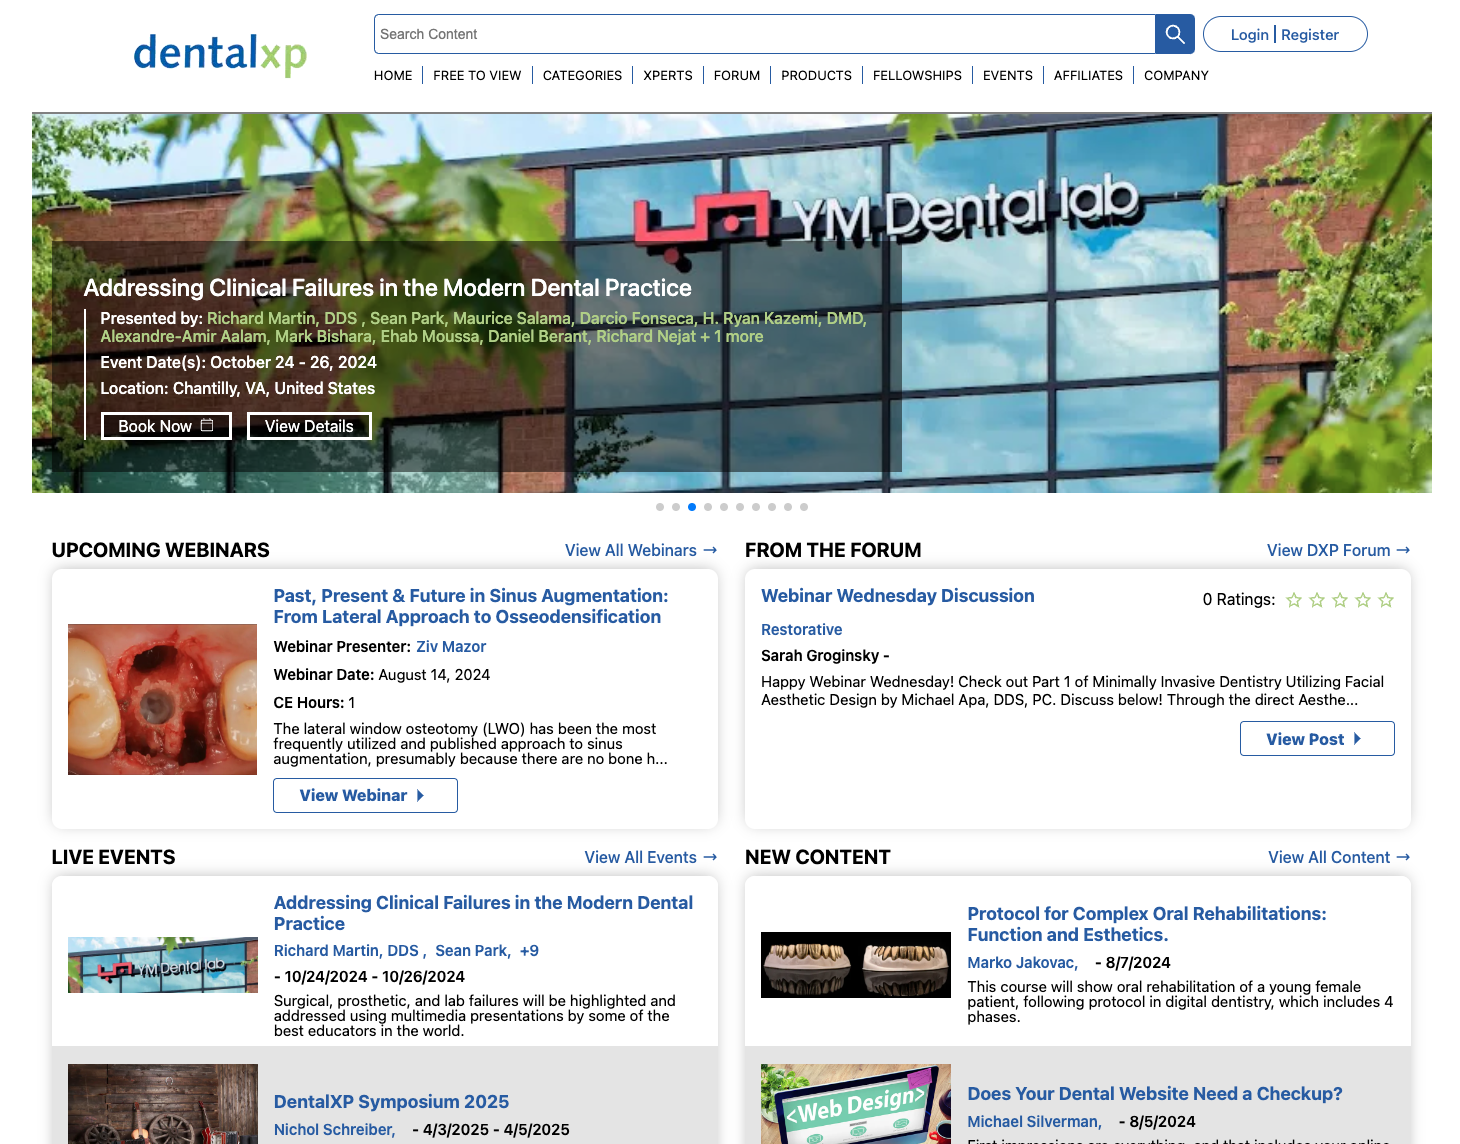 dentalxp
Search Content
Login | Register
HOME FREE TO VIEW CATEGORIES XPERTS FORUM PRODUCTS FELLOWSHIPS EVENTS AFFILIATES COMPANY
YM Dental lab
Addressing Clinical Failures in the Modern Dental Practice
Presented by: Richard Martin, DDS , Sean Park, Maurice Salama, Darcio Fonseca, H. Ryan Kazemi, DMD,
Alexandre-Amir Aalam, Mark Bishara, Ehab Moussa, Daniel Berant, Richard Nejat + 1 more
Event Date(s): October 24 - 26, 2024
Location: Chantilly, VA, United States
Book Now View Details
UPCOMING WEBINARS View All Webinars →
Past, Present & Future in Sinus Augmentation:
From Lateral Approach to Osseodensification
Webinar Presenter: Ziv Mazor
Webinar Date: August 14, 2024
CE Hours: 1
The lateral window osteotomy (LWO) has been the most
frequently utilized and published approach to sinus
augmentation, presumably because there are no bone h...
View Webinar
FROM THE FORUM View DXP Forum →
Webinar Wednesday Discussion 0 Ratings:
Restorative
Sarah Groginsky -
Happy Webinar Wednesday! Check out Part 1 of Minimally Invasive Dentistry Utilizing Facial
Aesthetic Design by Michael Apa, DDS, PC. Discuss below! Through the direct Aesthe...
View Post
LIVE EVENTS View All Events →
YM Dental lab
Addressing Clinical Failures in the Modern Dental
Practice
Richard Martin, DDS , Sean Park, +9
- 10/24/2024 - 10/26/2024
Surgical, prosthetic, and lab failures will be highlighted and
addressed using multimedia presentations by some of the
best educators in the world.
DentalXP Symposium 2025
Nichol Schreiber, - 4/3/2025 - 4/5/2025
NEW CONTENT View All Content →
Protocol for Complex Oral Rehabilitations:
Function and Esthetics.
Marko Jakovac, - 8/7/2024
This course will show oral rehabilitation of a young female
patient, following protocol in digital dentistry, which includes 4
phases.
<Web Design>
Does Your Dental Website Need a Checkup?
Michael Silverman, - 8/5/2024
First impressions are everything, and that includes your online